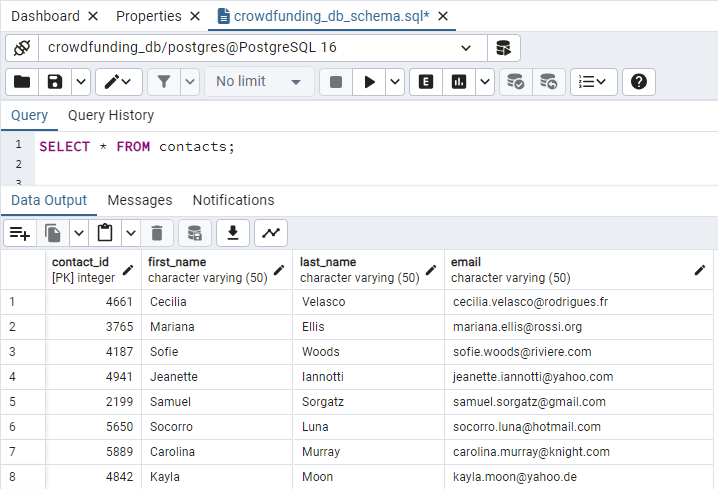 Dashboard Properties crowdfunding_db_schema.sql*
crowdfunding_db/postgres@PostgreSQL 16
No limit
Query Query History
1 SELECT * FROM contacts;
2
3
Data Output Messages Notifications
contact_id first_name last_name email
[PK] integer character varying (50) character varying (50) character varying (50)
1 4661 Cecilia Velasco cecilia.velasco@rodrigues.fr
2 3765 Mariana Ellis mariana.ellis@rossi.org
3 4187 Sofie Woods sofie.woods@riviere.com
4 4941 Jeanette Iannotti jeanette.iannotti@yahoo.com
5 2199 Samuel Sorgatz samuel.sorgatz@gmail.com
6 5650 Socorro Luna socorro.luna@hotmail.com
7 5889 Carolina Murray carolina.murray@knight.com
8 4842 Kayla Moon kayla.moon@yahoo.de